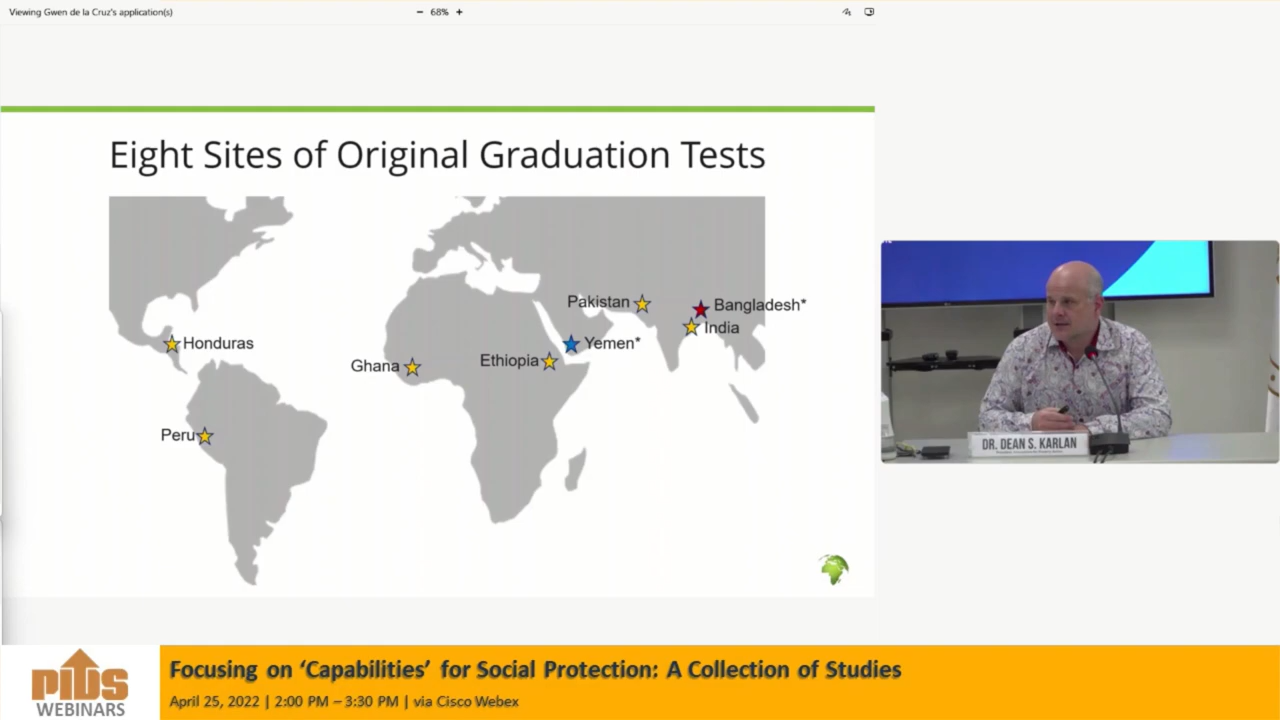 Viewing Gwen de la Cruz's application(s)
− 68% +
Eight Sites of Original Graduation Tests
Pakistan
Bangladesh*
India
Honduras
Yemen*
Ghana
Ethiopia
Peru
DR. DEAN S. KARLAN
PIDS
WEBINARS
Focusing on ‘Capabilities’ for Social Protection: A Collection of Studies
April 25, 2022 | 2:00 PM – 3:30 PM | via Cisco Webex